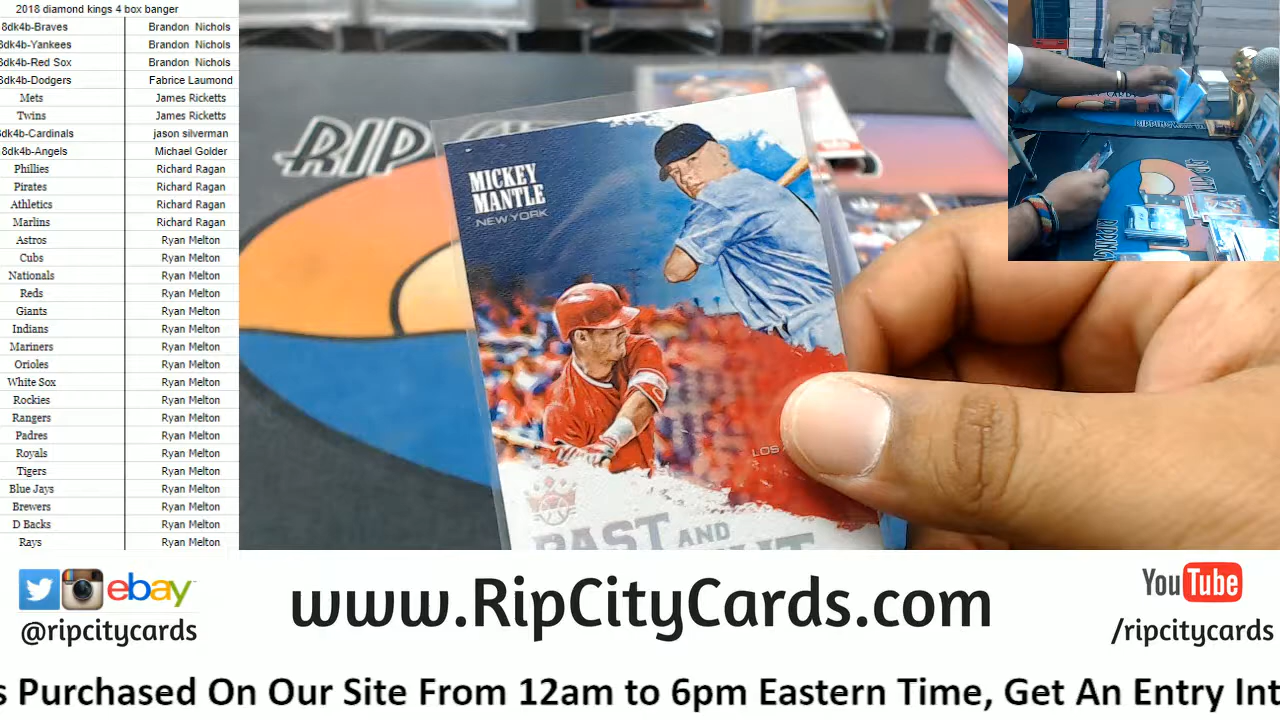 2018 diamond kings 4 box banger
8dk4b-Braves Brandon Nichols
8dk4b-Yankees Brandon Nichols
8dk4b-Red Sox Brandon Nichols
8dk4b-Dodgers Fabrice Laumond
Mets James Ricketts
Twins James Ricketts
8dk4b-Cardinals jason silverman
8dk4b-Angels Michael Golder
Phillies Richard Ragan
Pirates Richard Ragan
Athletics Richard Ragan
Marlins Richard Ragan
Astros Ryan Melton
Cubs Ryan Melton
Nationals Ryan Melton
Reds Ryan Melton
Giants Ryan Melton
Indians Ryan Melton
Mariners Ryan Melton
Orioles Ryan Melton
White Sox Ryan Melton
Rockies Ryan Melton
Rangers Ryan Melton
Padres Ryan Melton
Royals Ryan Melton
Tigers Ryan Melton
Blue Jays Ryan Melton
Brewers Ryan Melton
D Backs Ryan Melton
Rays Ryan Melton
RIP
MICKEY
MANTLE
NEW YORK
LOS
PAST AND
ebay
@ripcitycards
www.RipCityCards.com
YouTube
/ripcitycards
s Purchased On Our Site From 12am to 6pm Eastern Time, Get An Entry Int